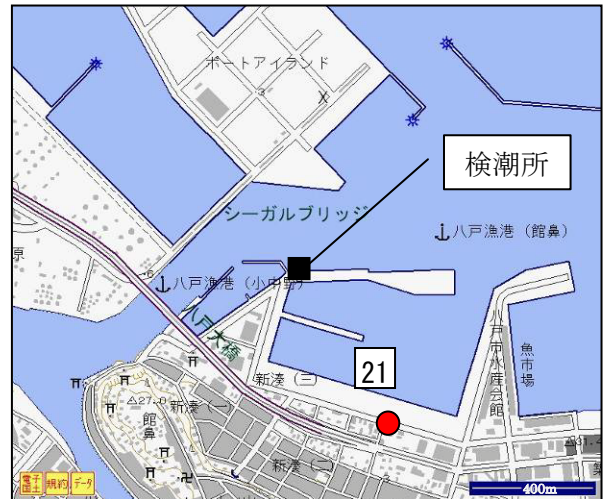 ポートアイランド
検潮所
シーガルブリッジ
八戸漁港（館鼻）
八戸漁港（小中野）
八戸大橋
原
21
新湊（三）
八戸市水産会館
魚市場
新湊（一）
△27.0
館鼻
新湊（二）
電子国土
規約
データ
400m